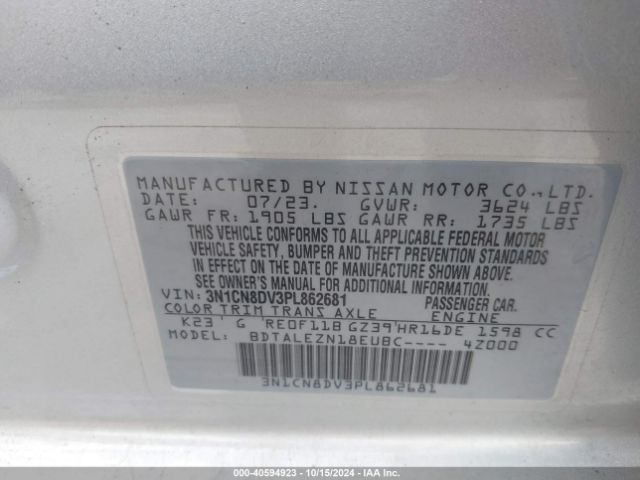 MANUFACTURED BY NISSAN MOTOR CO., LTD.
DATE: 07/23. GVWR: 3624 LBS
GAWR FR: 1905 LBS GAWR RR: 1735 LBS
THIS VEHICLE CONFORMS TO ALL APPLICABLE FEDERAL MOTOR
VEHICLE SAFETY, BUMPER AND THEFT PREVENTION STANDARDS
IN EFFECT ON THE DATE OF MANUFACTURE SHOWN ABOVE.
SEE OWNER'S MANUAL FOR ADDITIONAL INFORMATION.
VIN: 3N1CN8DV3PL862681 PASSENGER CAR.
COLOR TRIM TRANS AXLE ENGINE
K23 G RE0F11B GZ39 HR16DE 1598 CC
MODEL: BDTALEZN18EUBC---- 4Z000
3N1CN8DV3PL862681
000-40594923 | 10/15/2024 | IAA Inc.